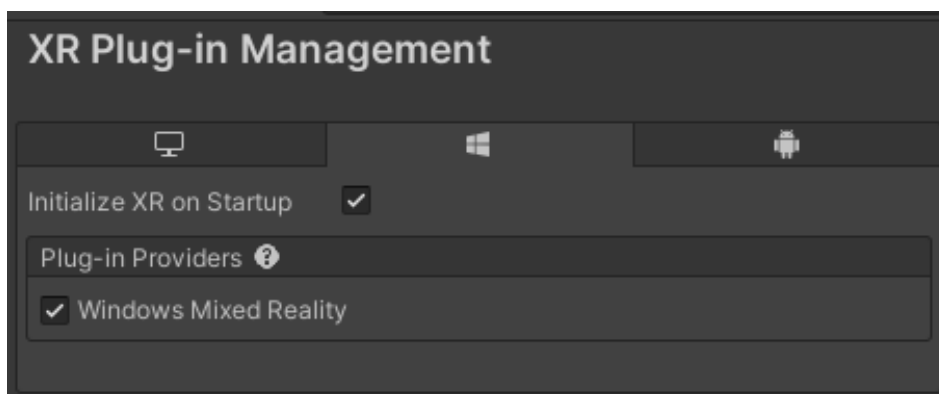 XR Plug-in Management
Initialize XR on Startup
Plug-in Providers
Windows Mixed Reality